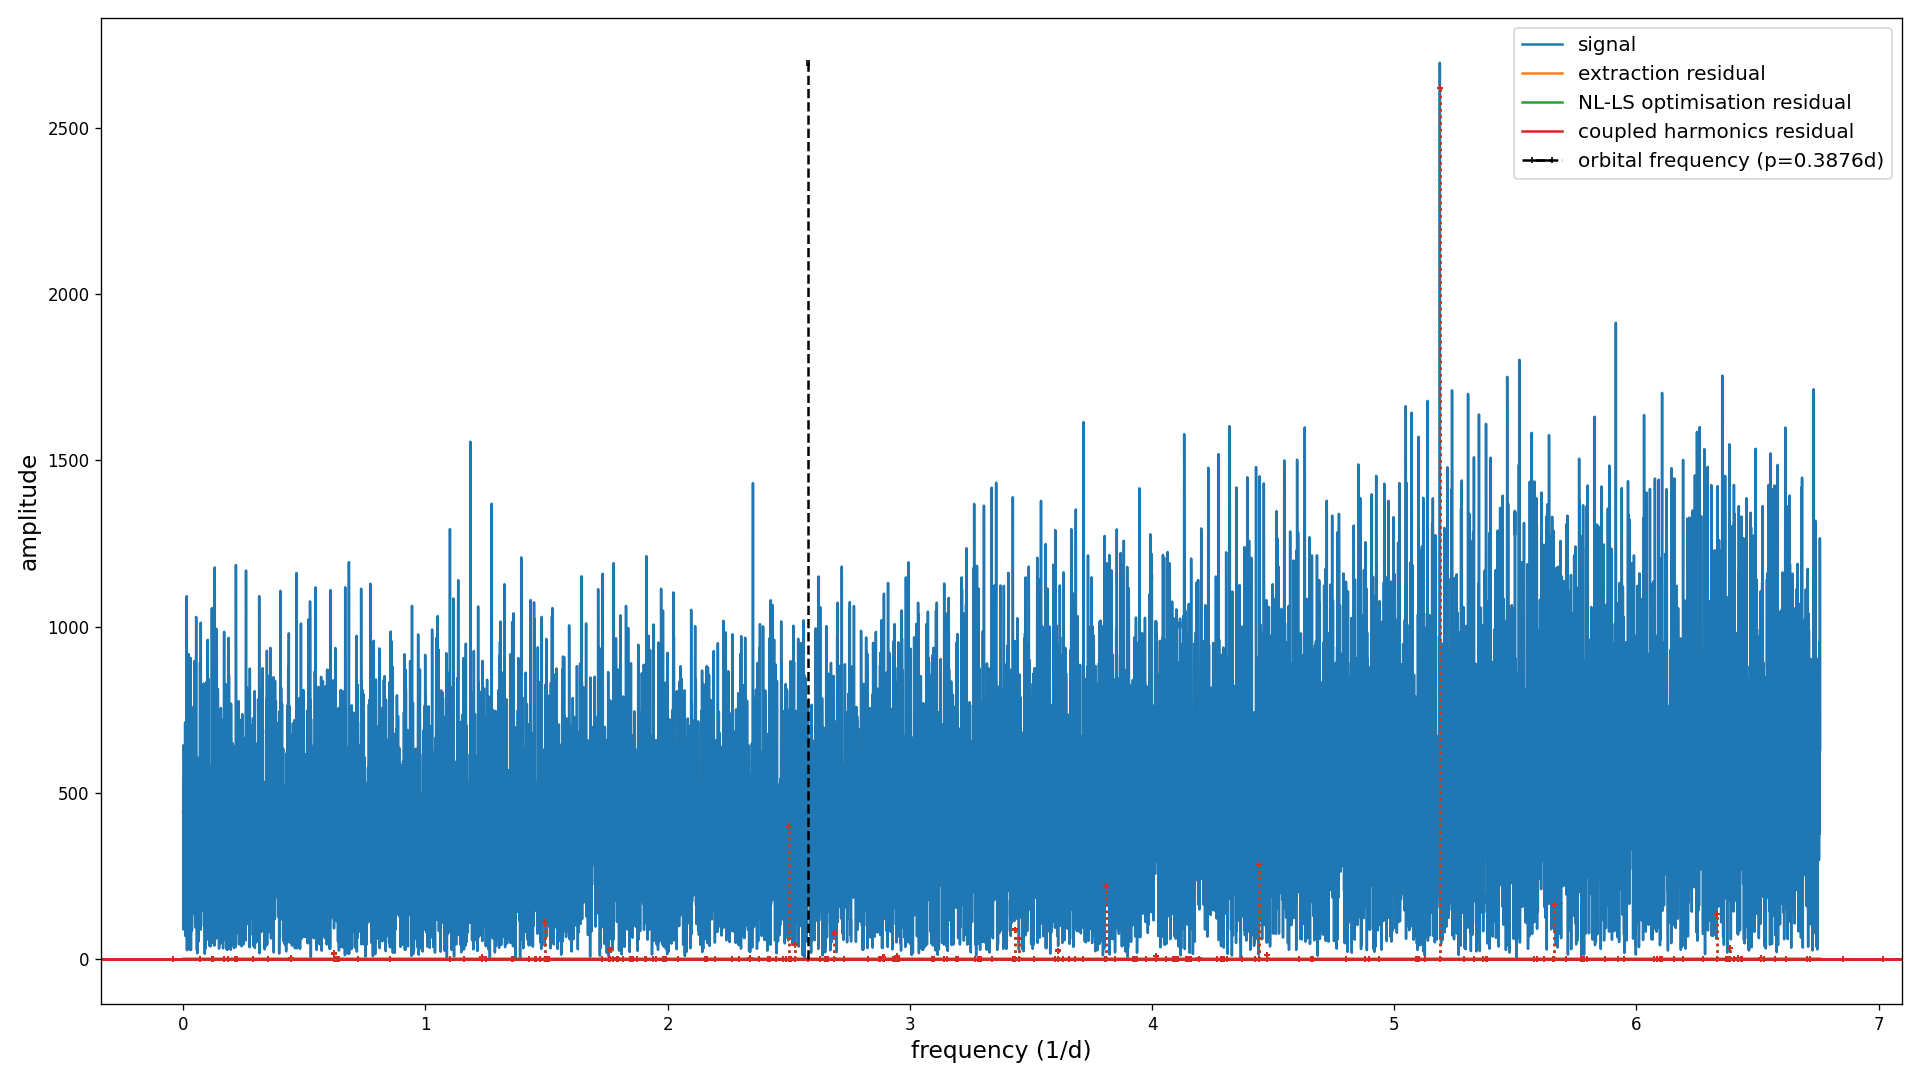 signal
extraction residual
NL-LS optimisation residual
coupled harmonics residual
orbital frequency (p=0.3876d)
2500
2000
1500
1000
500
0
amplitude
0 1 2 3 4 5 6 7
frequency (1/d)